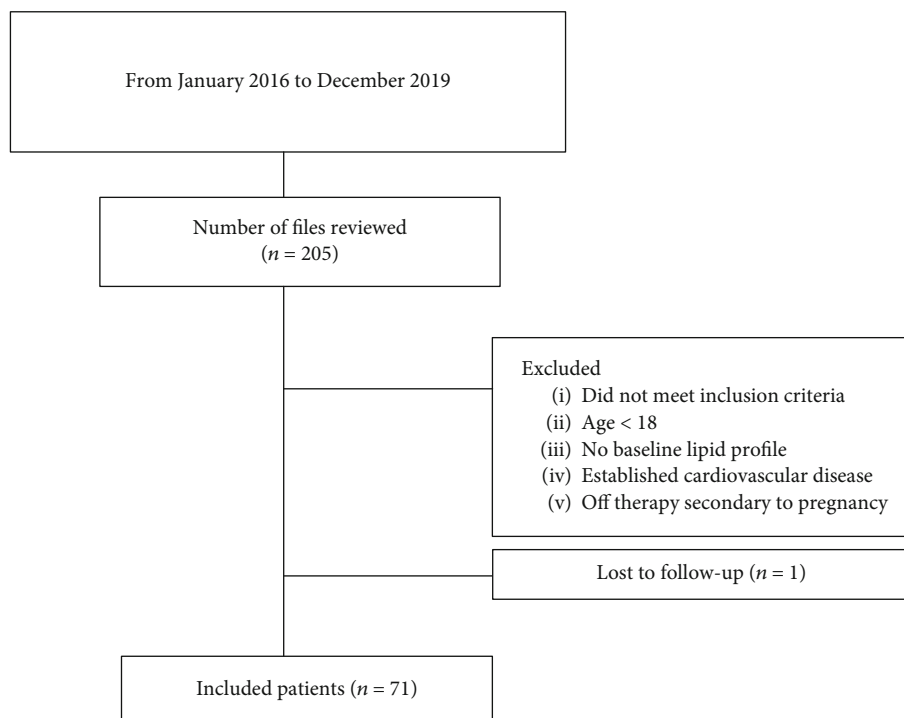 From January 2016 to December 2019
Number of files reviewed
(n = 205)
Excluded
(i) Did not meet inclusion criteria
(ii) Age < 18
(iii) No baseline lipid profile
(iv) Established cardiovascular disease
(v) Off therapy secondary to pregnancy
Lost to follow-up (n = 1)
Included patients (n = 71)